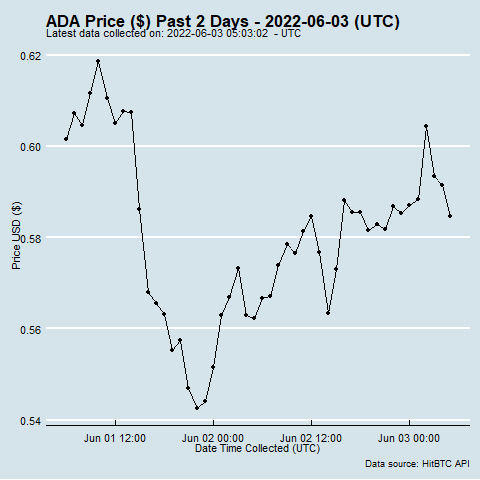 ADA Price ($) Past 2 Days - 2022-06-03 (UTC)
Latest data collected on: 2022-06-03 05:03:02 - UTC
0.62
0.60
0.58
0.56
0.54
Price USD ($)
Jun 01 12:00
Jun 02 00:00
Jun 02 12:00
Jun 03 00:00
Date Time Collected (UTC)
Data source: HitBTC API